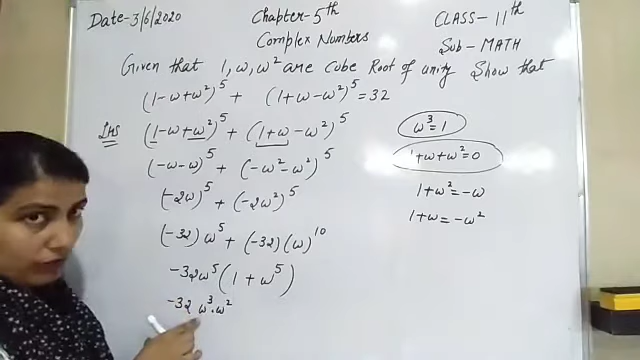 Date-3/6/2020 Chapter-5th CLASS-11th
Complex Numbers Sub-MATH
Given that 1, ω, ω² are cube Root of unity Show that
(1-ω+ω²)⁵ + (1+ω-ω²)⁵ = 32
LHS (1-ω+ω²)⁵ + (1+ω-ω²)⁵
(-ω-ω)⁵ + (-ω²-ω²)⁵
(-2ω)⁵ + (-2ω²)⁵
(-32)ω⁵ + (-32)(ω)¹⁰
-32ω⁵(1+ω⁵)
-32 ω³.ω²
ω³=1
1+ω+ω²=0
1+ω²=-ω
1+ω=-ω²